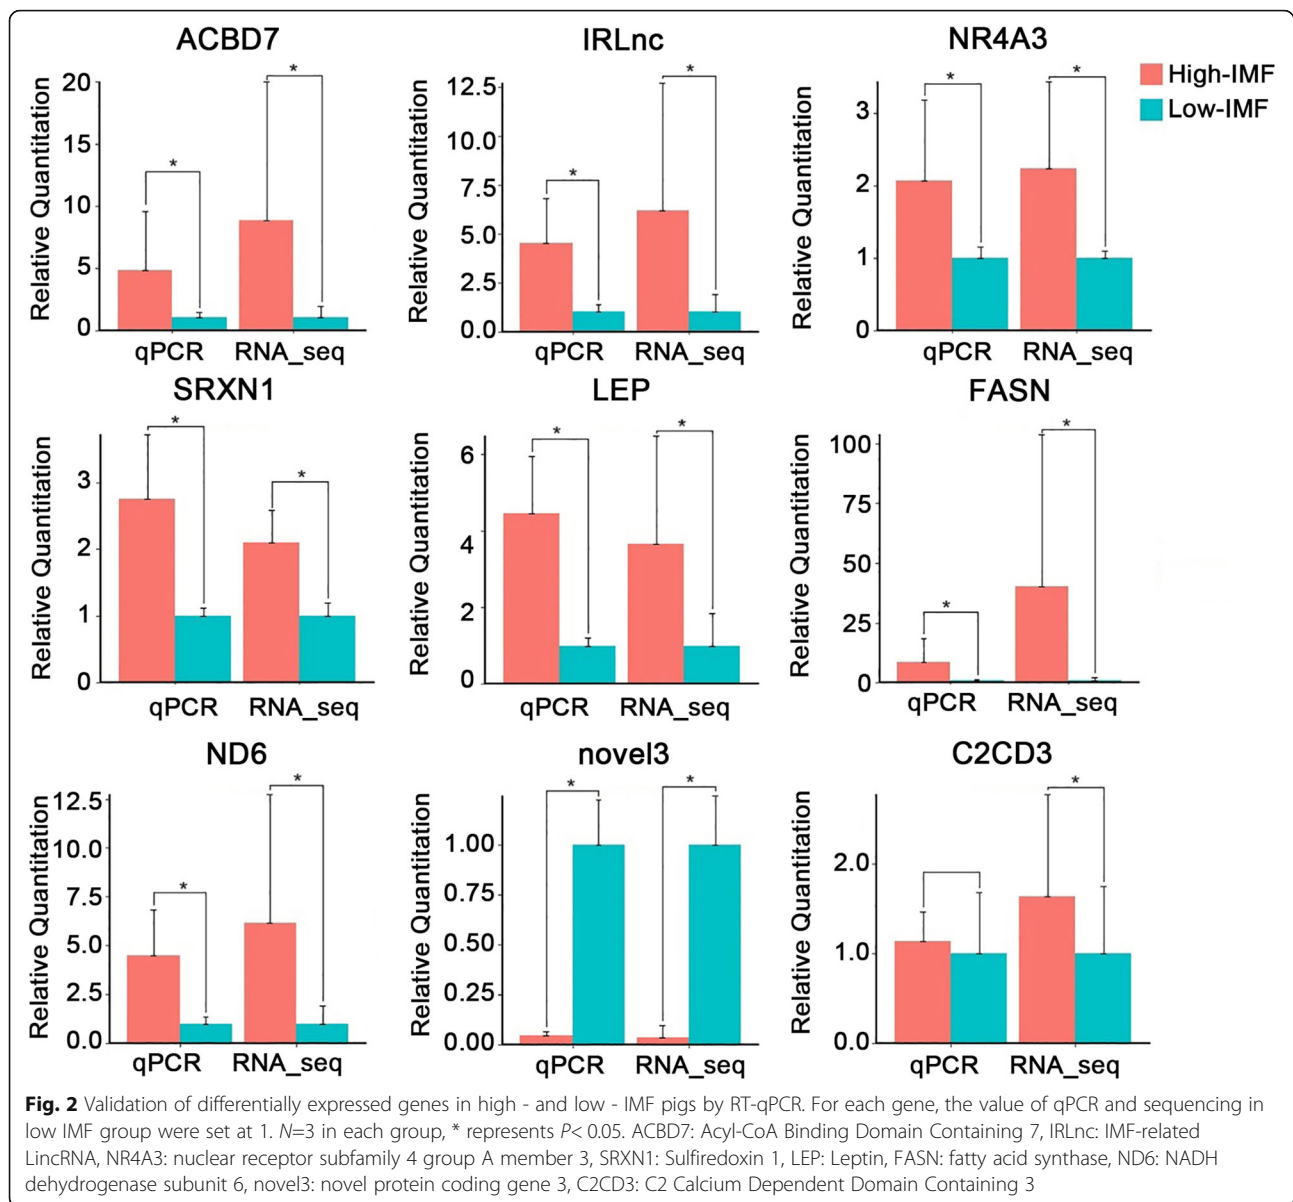 ACBD7
IRLnc
NR4A3
High-IMF
Low-IMF
Relative Quantitation
20
15
10
5
0
*
*
qPCR
RNA_seq
Relative Quantitation
12.5
10.0
7.5
5.0
2.5
0.0
*
*
qPCR
RNA_seq
Relative Quantitation
3
2
1
0
*
*
qPCR
RNA_seq
SRXN1
LEP
FASN
Relative Quantitation
3
2
1
0
*
*
qPCR
RNA_seq
Relative Quantitation
6
4
2
0
*
*
qPCR
RNA_seq
Relative Quantitation
100
75
50
25
0
*
*
qPCR
RNA_seq
ND6
novel3
C2CD3
Relative Quantitation
12.5
10.0
7.5
5.0
2.5
0.0
*
*
qPCR
RNA_seq
Relative Quantitation
1.00
0.75
0.50
0.25
0.00
*
*
qPCR
RNA_seq
Relative Quantitation
2.0
1.0
0.0
*
qPCR
RNA_seq
Fig. 2 Validation of differentially expressed genes in high - and low - IMF pigs by RT-qPCR. For each gene, the value of qPCR and sequencing in
low IMF group were set at 1. N=3 in each group, * represents P< 0.05. ACBD7: Acyl-CoA Binding Domain Containing 7, IRLnc: IMF-related
LincRNA, NR4A3: nuclear receptor subfamily 4 group A member 3, SRXN1: Sulfiredoxin 1, LEP: Leptin, FASN: fatty acid synthase, ND6: NADH
dehydrogenase subunit 6, novel3: novel protein coding gene 3, C2CD3: C2 Calcium Dependent Domain Containing 3